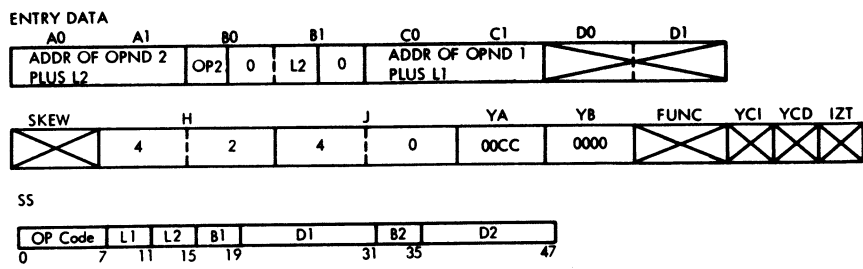 ENTRY DATA
A0 A1 B0 B1 C0 C1 D0 D1
ADDR OF OPND 2 OP2 0 L2 0 ADDR OF OPND 1
PLUS L2 PLUS L1
SKEW H J YA YB FUNC YCI YCD IZT
4 2 4 0 00CC 0000
SS
OP Code L1 L2 B1 D1 B2 D2
0 7 11 15 19 31 35 47